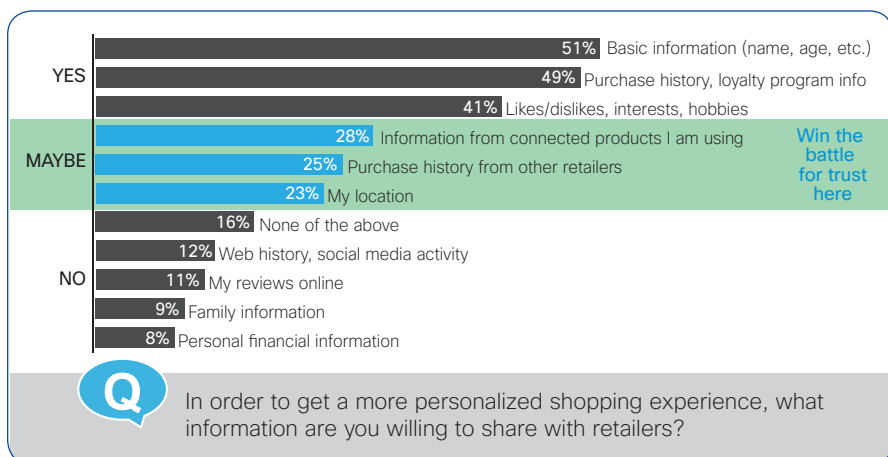 51% Basic information (name, age, etc.)
YES
49% Purchase history, loyalty program info
41% Likes/dislikes, interests, hobbies
28% Information from connected products I am using
MAYBE
25% Purchase history from other retailers
23% My location
Win the
battle
for trust
here
16% None of the above
12% Web history, social media activity
NO
11% My reviews online
9% Family information
8% Personal financial information
Q
In order to get a more personalized shopping experience, what
information are you willing to share with retailers?